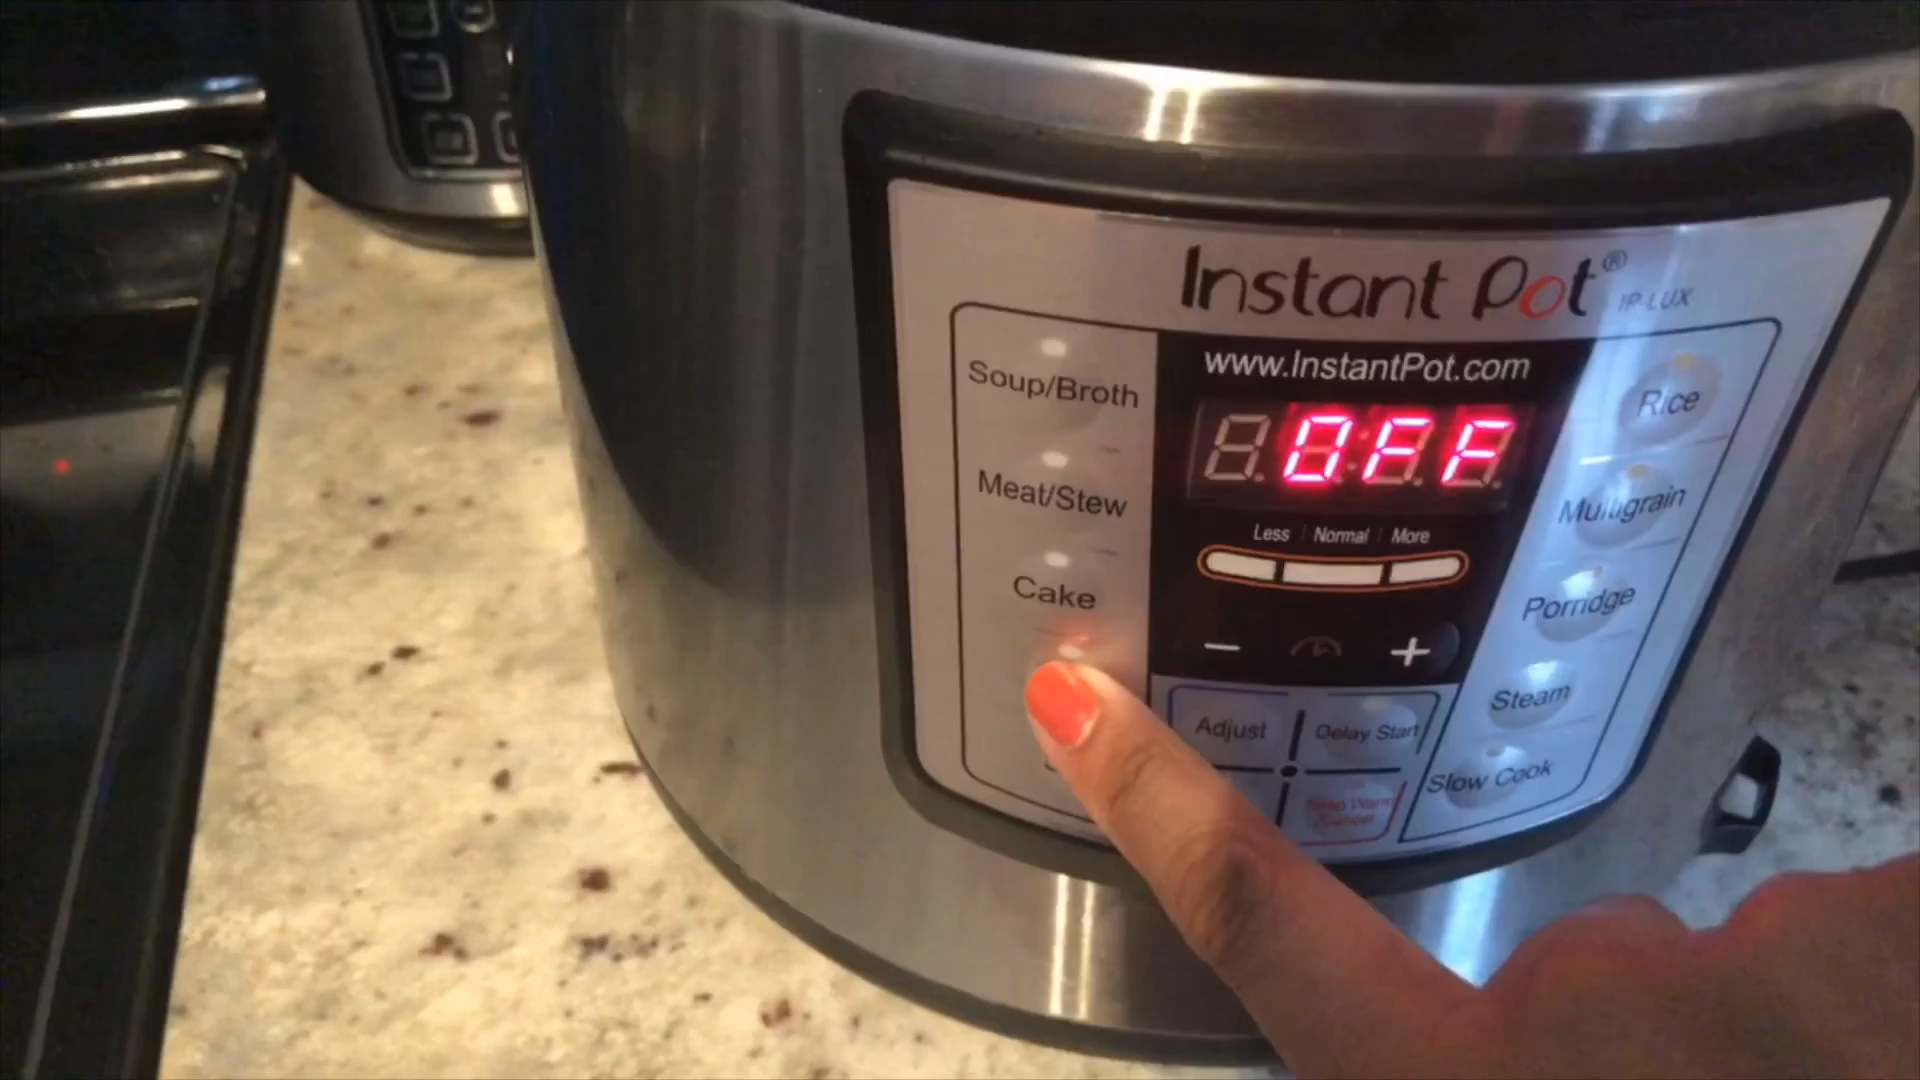 Instant Pot® IP-LUX
www.InstantPot.com
Soup/Broth
Meat/Stew
Cake
OFF
Less | Normal | More
− +
Adjust
Delay Start
Rice
Multigrain
Porridge
Steam
Slow Cook